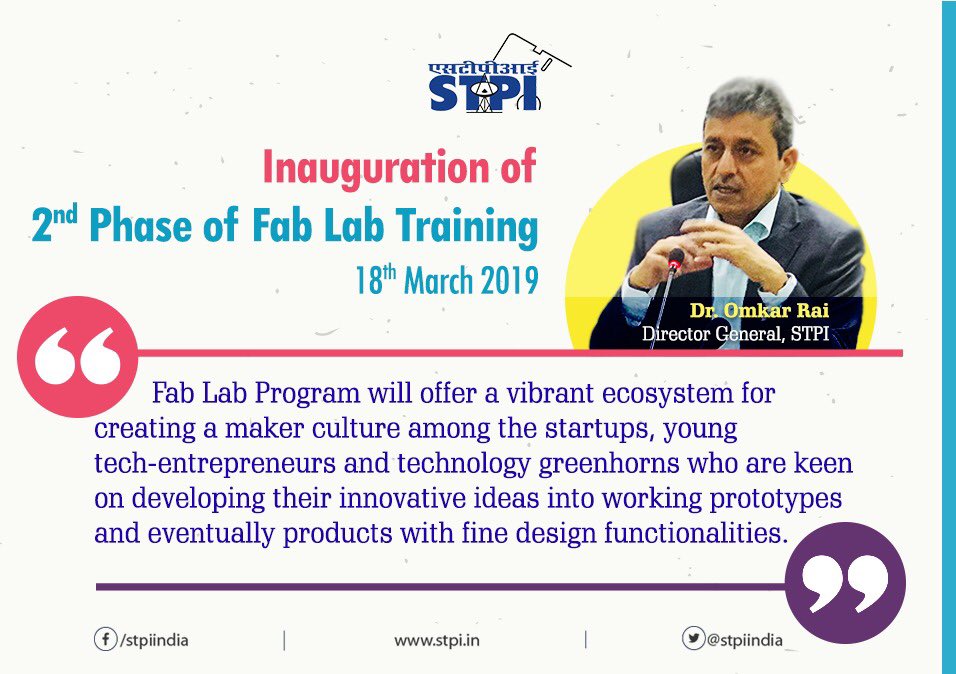 एसटीपीआई
STPI
Inauguration of
2nd Phase of Fab Lab Training
18th March 2019
Dr. Omkar Rai
Director General, STPI
Fab Lab Program will offer a vibrant ecosystem for
creating a maker culture among the startups, young
tech-entrepreneurs and technology greenhorns who are keen
on developing their innovative ideas into working prototypes
and eventually products with fine design functionalities.
/stpiindia | www.stpi.in | @stpiindia